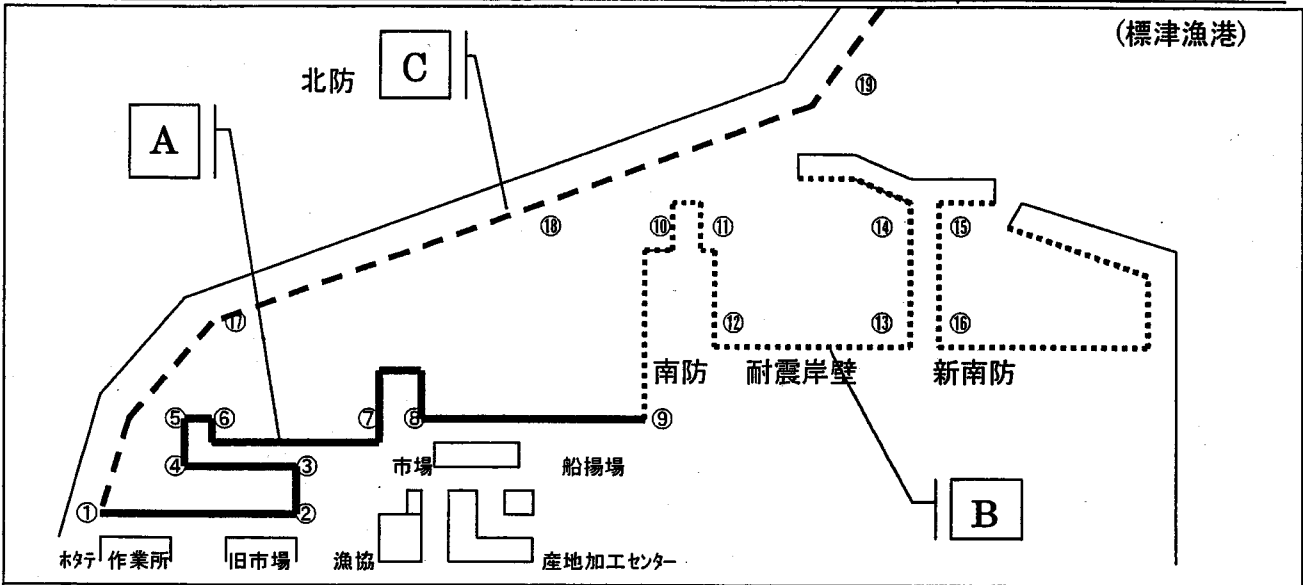 (標津漁港)
北防
C
A
⑲
⑱
⑩
⑪
⑭
⑮
⑰
⑫
⑬
⑯
南防
耐震岸壁
新南防
⑤
⑥
⑦
⑧
⑨
④
③
市場
船揚場
①
②
B
ホタテ
作業所
旧市場
漁協
産地加工センター